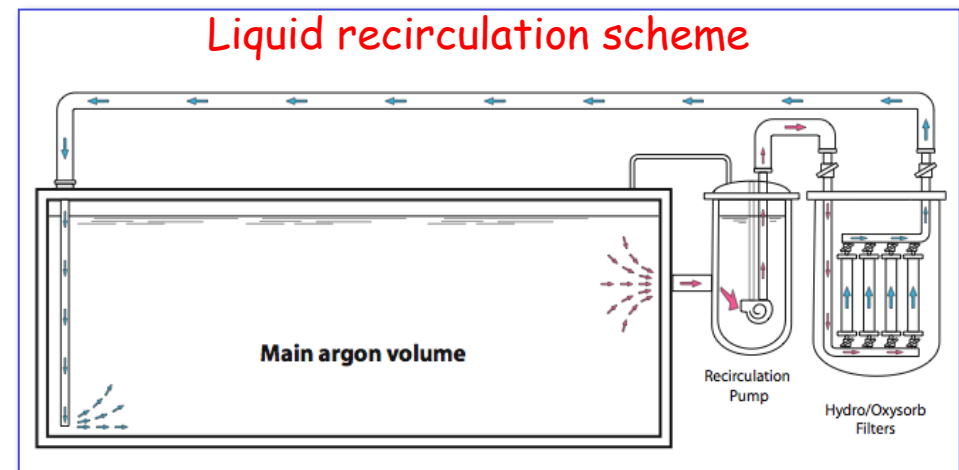 Liquid recirculation scheme
Main argon volume
Recirculation
Pump
Hydro/Oxysorb
Filters